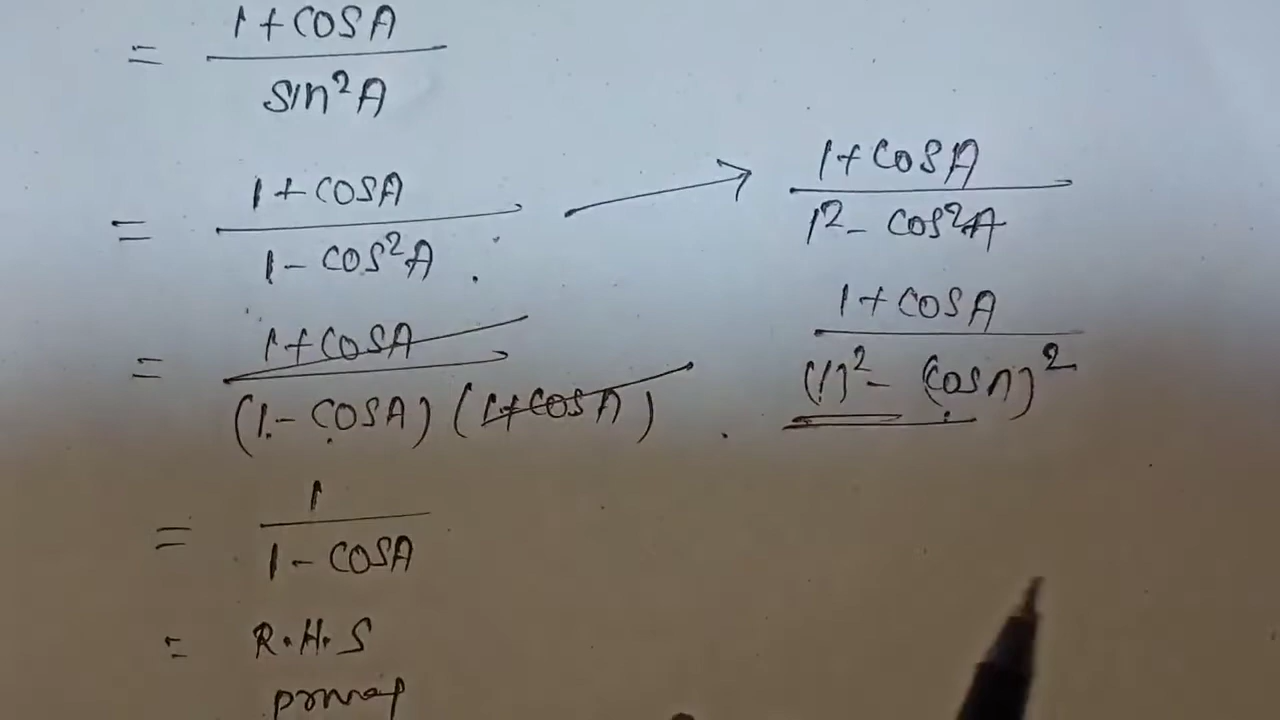 = 1+COSA / sin²A
= 1+COSA / 1-COS²A
= 1+COSA / (1-COSA) (1+COSA)
= 1 / 1-COSA
= R.H.S
1+COSA / 1²-COS²A
1+COSA / (1)²-(COSA)²